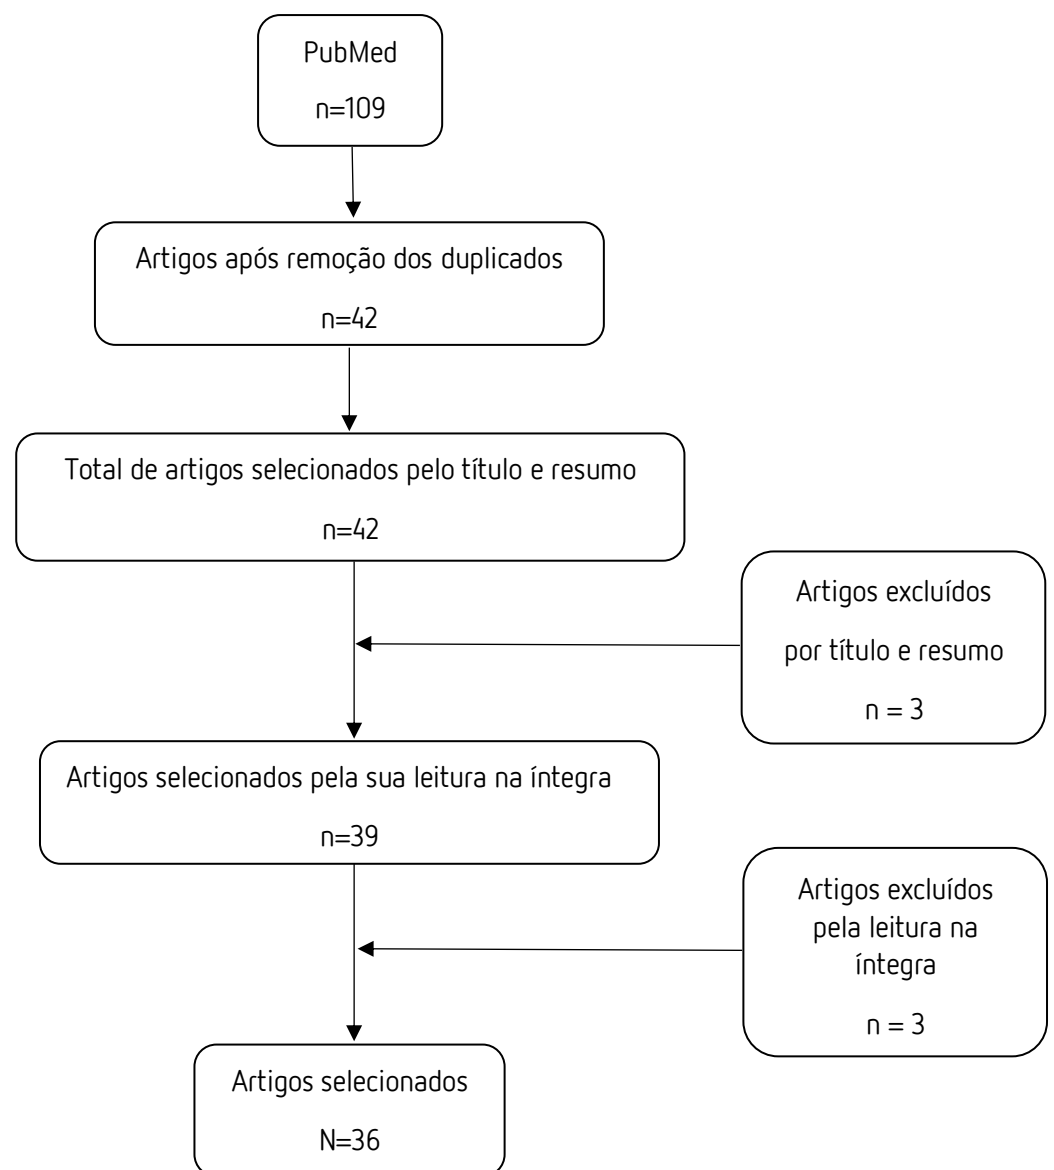 PubMed
n=109
Artigos após remoção dos duplicados
n=42
Total de artigos selecionados pelo título e resumo
n=42
Artigos excluídos
por título e resumo
n = 3
Artigos selecionados pela sua leitura na íntegra
n=39
Artigos excluídos
pela leitura na
íntegra
n = 3
Artigos selecionados
N=36